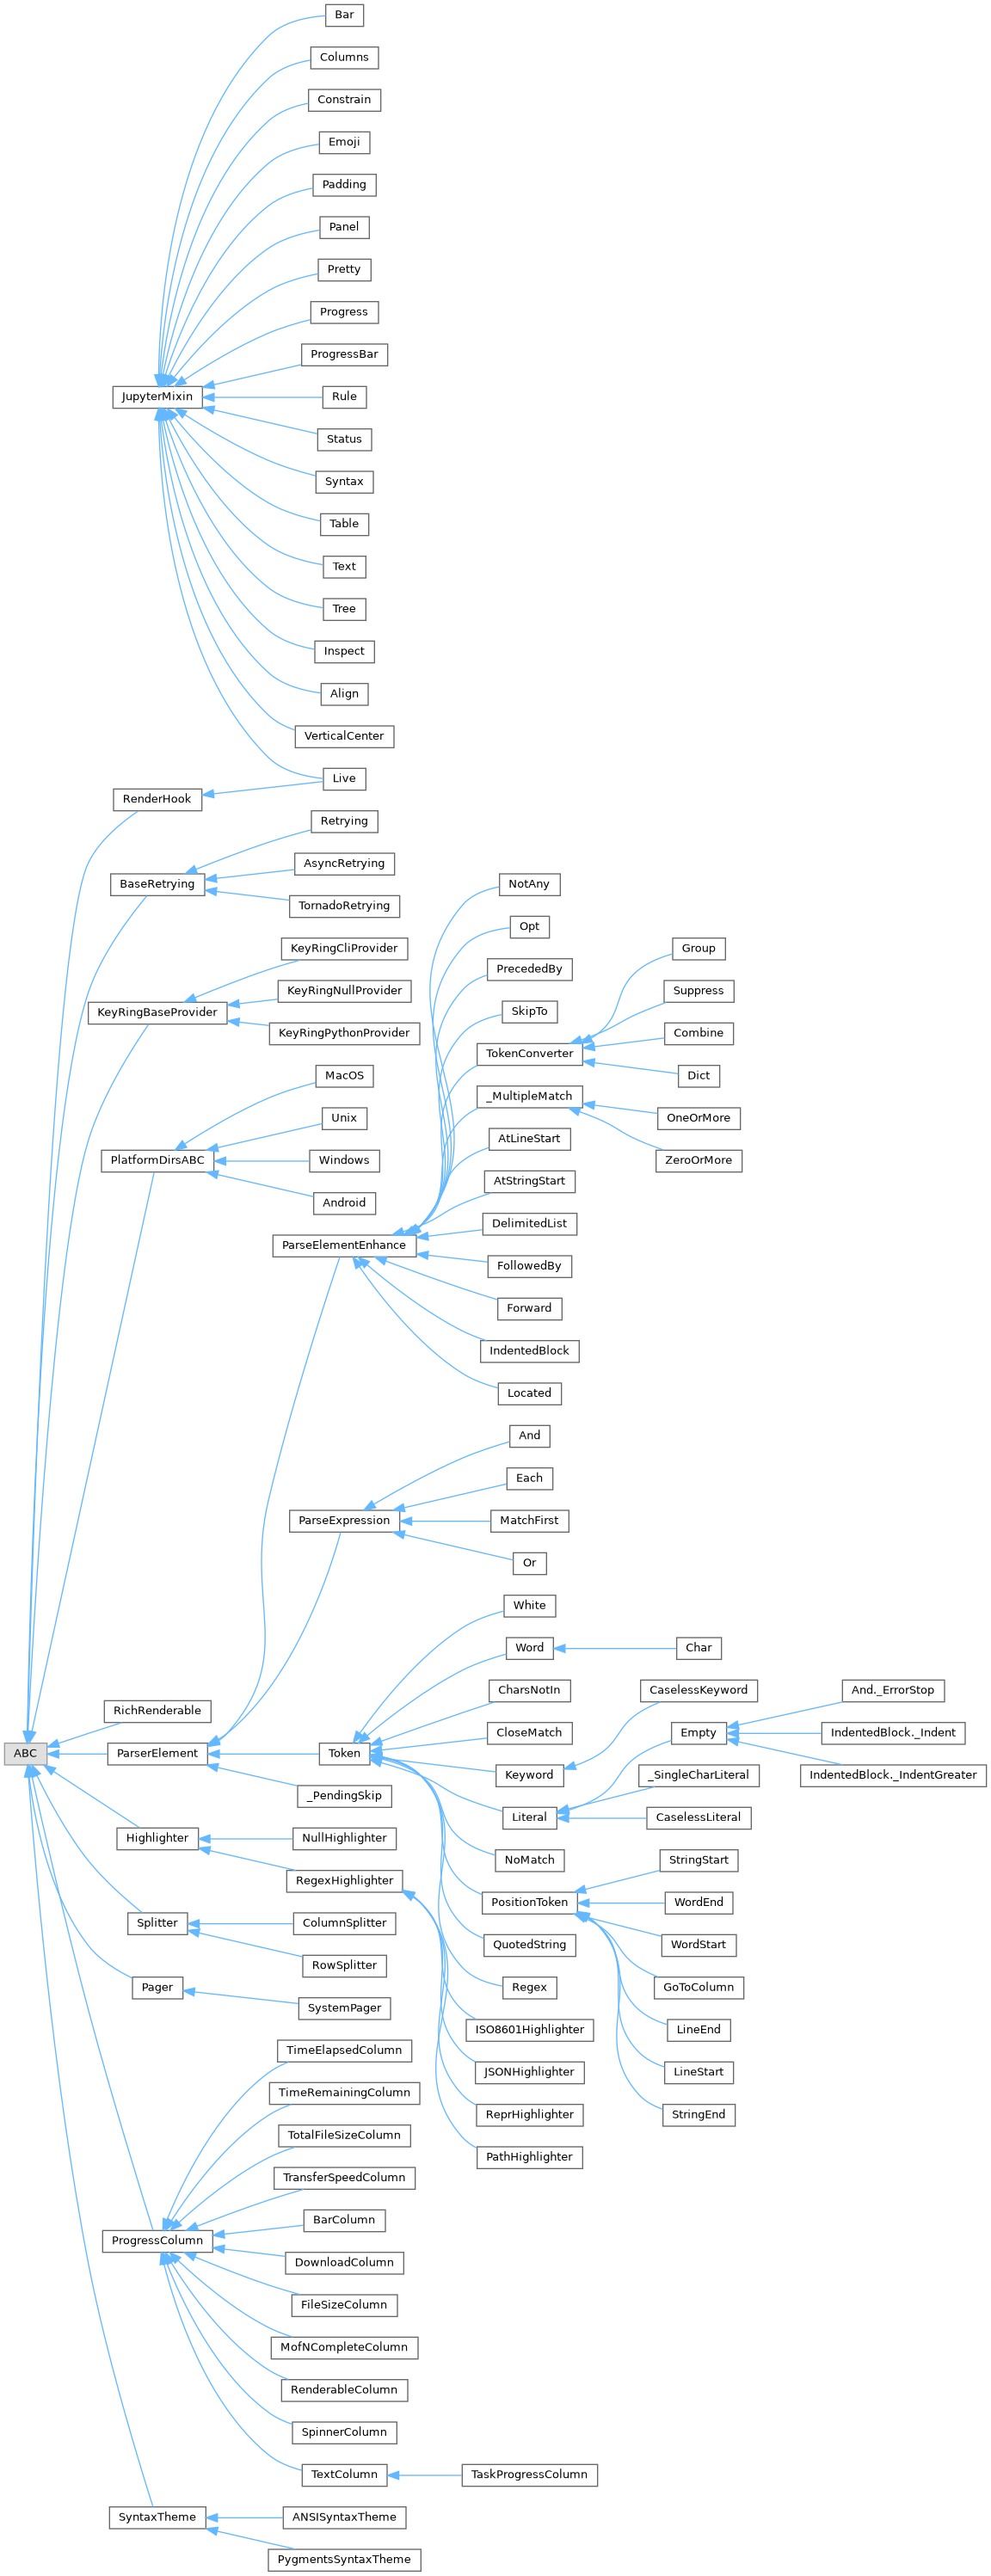 Bar
Columns
Constrain
Emoji
Padding
Panel
Pretty
Progress
ProgressBar
JupyterMixin
Rule
Status
Syntax
Table
Text
Tree
Inspect
Align
VerticalCenter
Live
RenderHook
Retrying
AsyncRetrying
BaseRetrying
TornadoRetrying
NotAny
Opt
KeyRingCliProvider
Group
PrecededBy
KeyRingNullProvider
Suppress
KeyRingBaseProvider
SkipTo
KeyRingPythonProvider
Combine
TokenConverter
MacOS
Dict
_MultipleMatch
Unix
OneOrMore
AtLineStart
PlatformDirsABC
Windows
ZeroOrMore
AtStringStart
Android
DelimitedList
ParseElementEnhance
FollowedBy
Forward
IndentedBlock
Located
And
Each
ParseExpression
MatchFirst
Or
White
Word
Char
CharsNotIn
CaselessKeyword
And._ErrorStop
RichRenderable
CloseMatch
Empty
IndentedBlock._Indent
ABC
ParserElement
Token
Keyword
_SingleCharLiteral
IndentedBlock._IndentGreater
_PendingSkip
Literal
CaselessLiteral
Highlighter
NullHighlighter
NoMatch
StringStart
RegexHighlighter
PositionToken
WordEnd
Splitter
ColumnSplitter
QuotedString
WordStart
RowSplitter
Pager
Regex
GoToColumn
SystemPager
ISO8601Highlighter
LineEnd
TimeElapsedColumn
JSONHighlighter
LineStart
TimeRemainingColumn
ReprHighlighter
StringEnd
TotalFileSizeColumn
PathHighlighter
TransferSpeedColumn
BarColumn
ProgressColumn
DownloadColumn
FileSizeColumn
MofNCompleteColumn
RenderableColumn
SpinnerColumn
TextColumn
TaskProgressColumn
SyntaxTheme
ANSISyntaxTheme
PygmentsSyntaxTheme